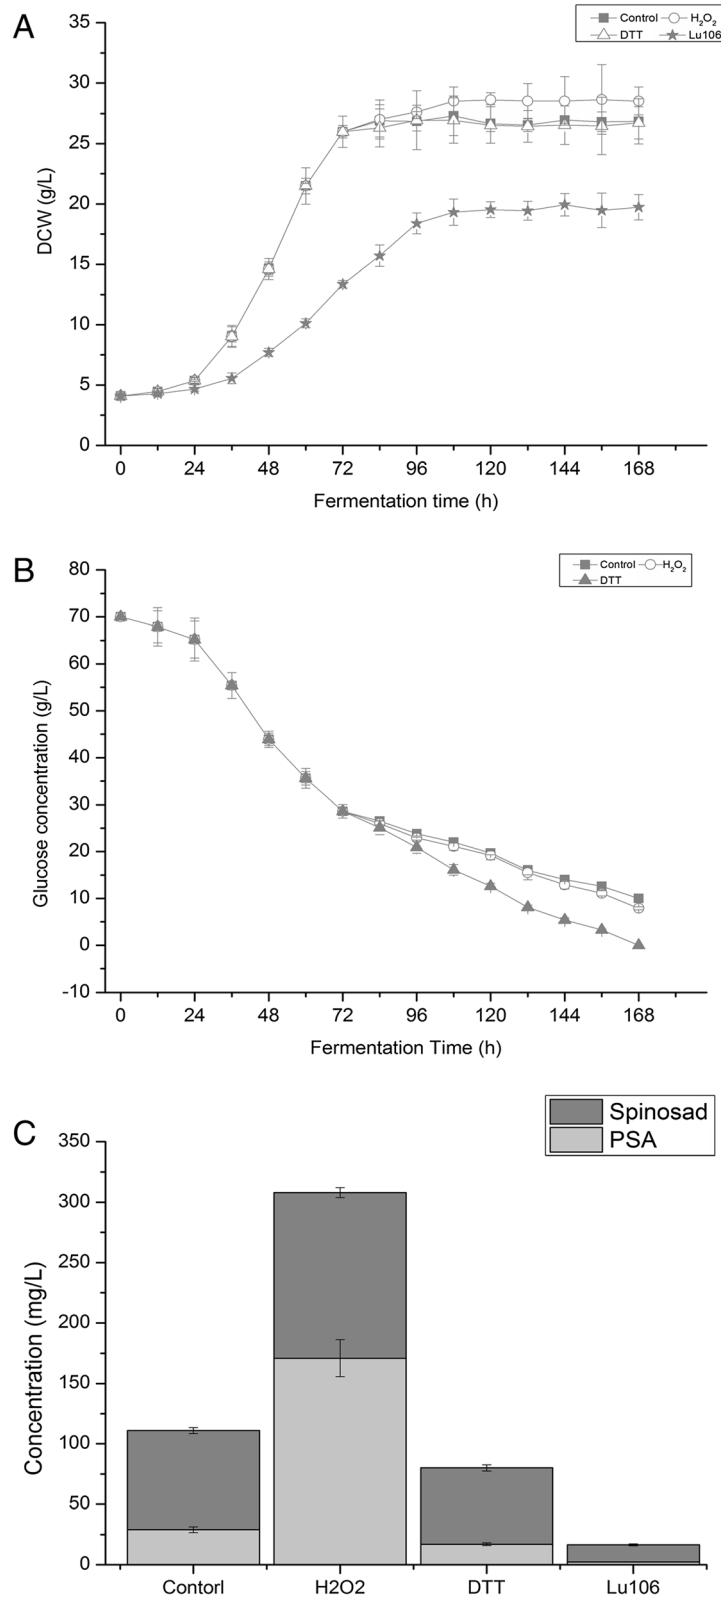 A
Control H₂O₂
DTT Lu106
35
30
25
20
15
10
5
0
DCW (g/L)
0 24 48 72 96 120 144 168
Fermentation time (h)
B
Control H₂O₂
DTT
80
70
60
50
40
30
20
10
0
-10
Glucose concentration (g/L)
0 24 48 72 96 120 144 168
Fermentation Time (h)
C
Spinosad
PSA
350
300
250
200
150
100
50
0
Concentration (mg/L)
Contorl H2O2 DTT Lu106